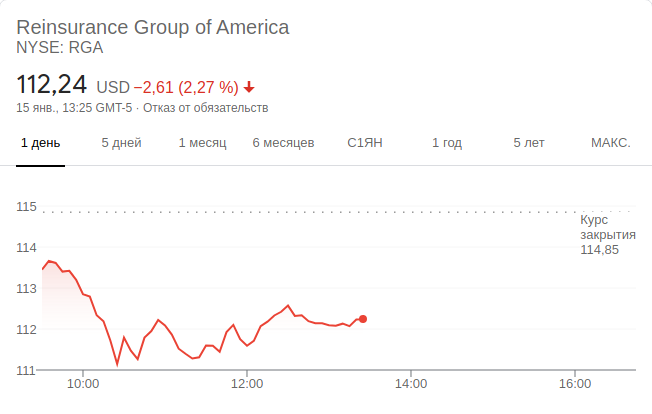 Reinsurance Group of America
NYSE: RGA
112,24 USD −2,61 (2,27 %)
15 янв., 13:25 GMT-5 · Отказ от обязательств
1 день 5 дней 1 месяц 6 месяцев С1ЯН 1 год 5 лет МАКС.
115
Курс
закрытия
114,85
114
113
112
111
10:00 12:00 14:00 16:00